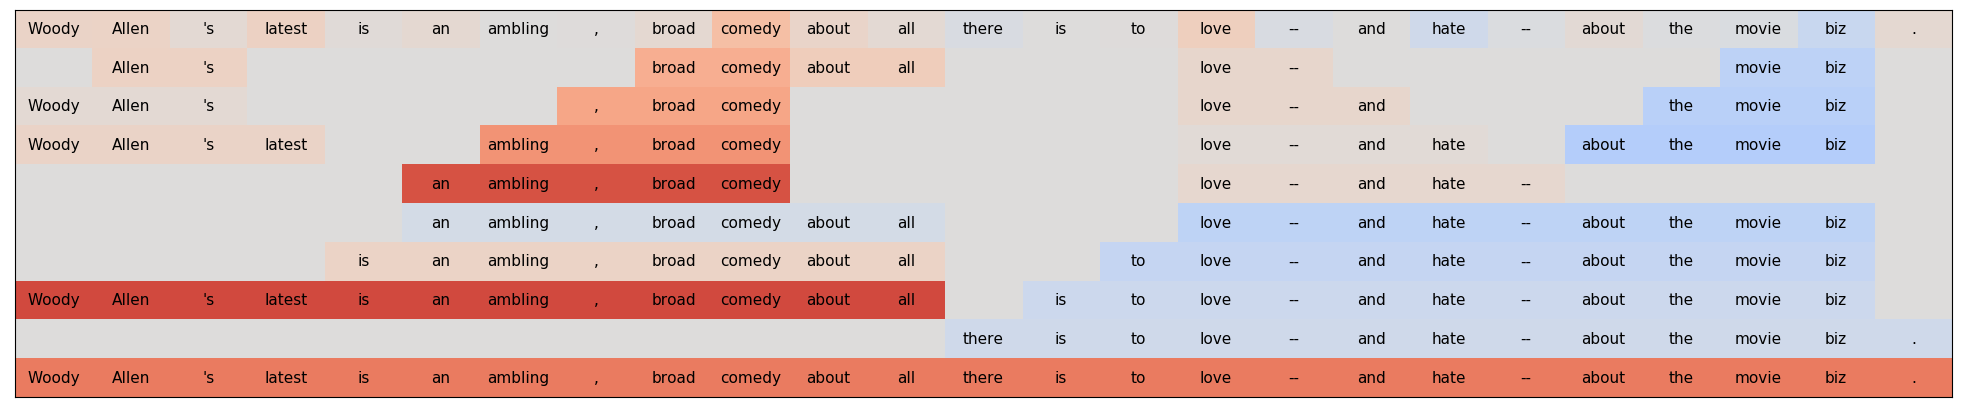 Woody Allen 's latest is an ambling , broad comedy about all there is to love -- and hate -- about the movie biz .
Allen 's broad comedy about all love -- movie biz
Woody Allen 's , broad comedy love -- and the movie biz
Woody Allen 's latest ambling , broad comedy love -- and hate about the movie biz
an ambling , broad comedy love -- and hate --
an ambling , broad comedy about all love -- and hate -- about the movie biz
is an ambling , broad comedy about all to love -- and hate -- about the movie biz
Woody Allen 's latest is an ambling , broad comedy about all is to love -- and hate -- about the movie biz
there is to love -- and hate -- about the movie biz .
Woody Allen 's latest is an ambling , broad comedy about all there is to love -- and hate -- about the movie biz .